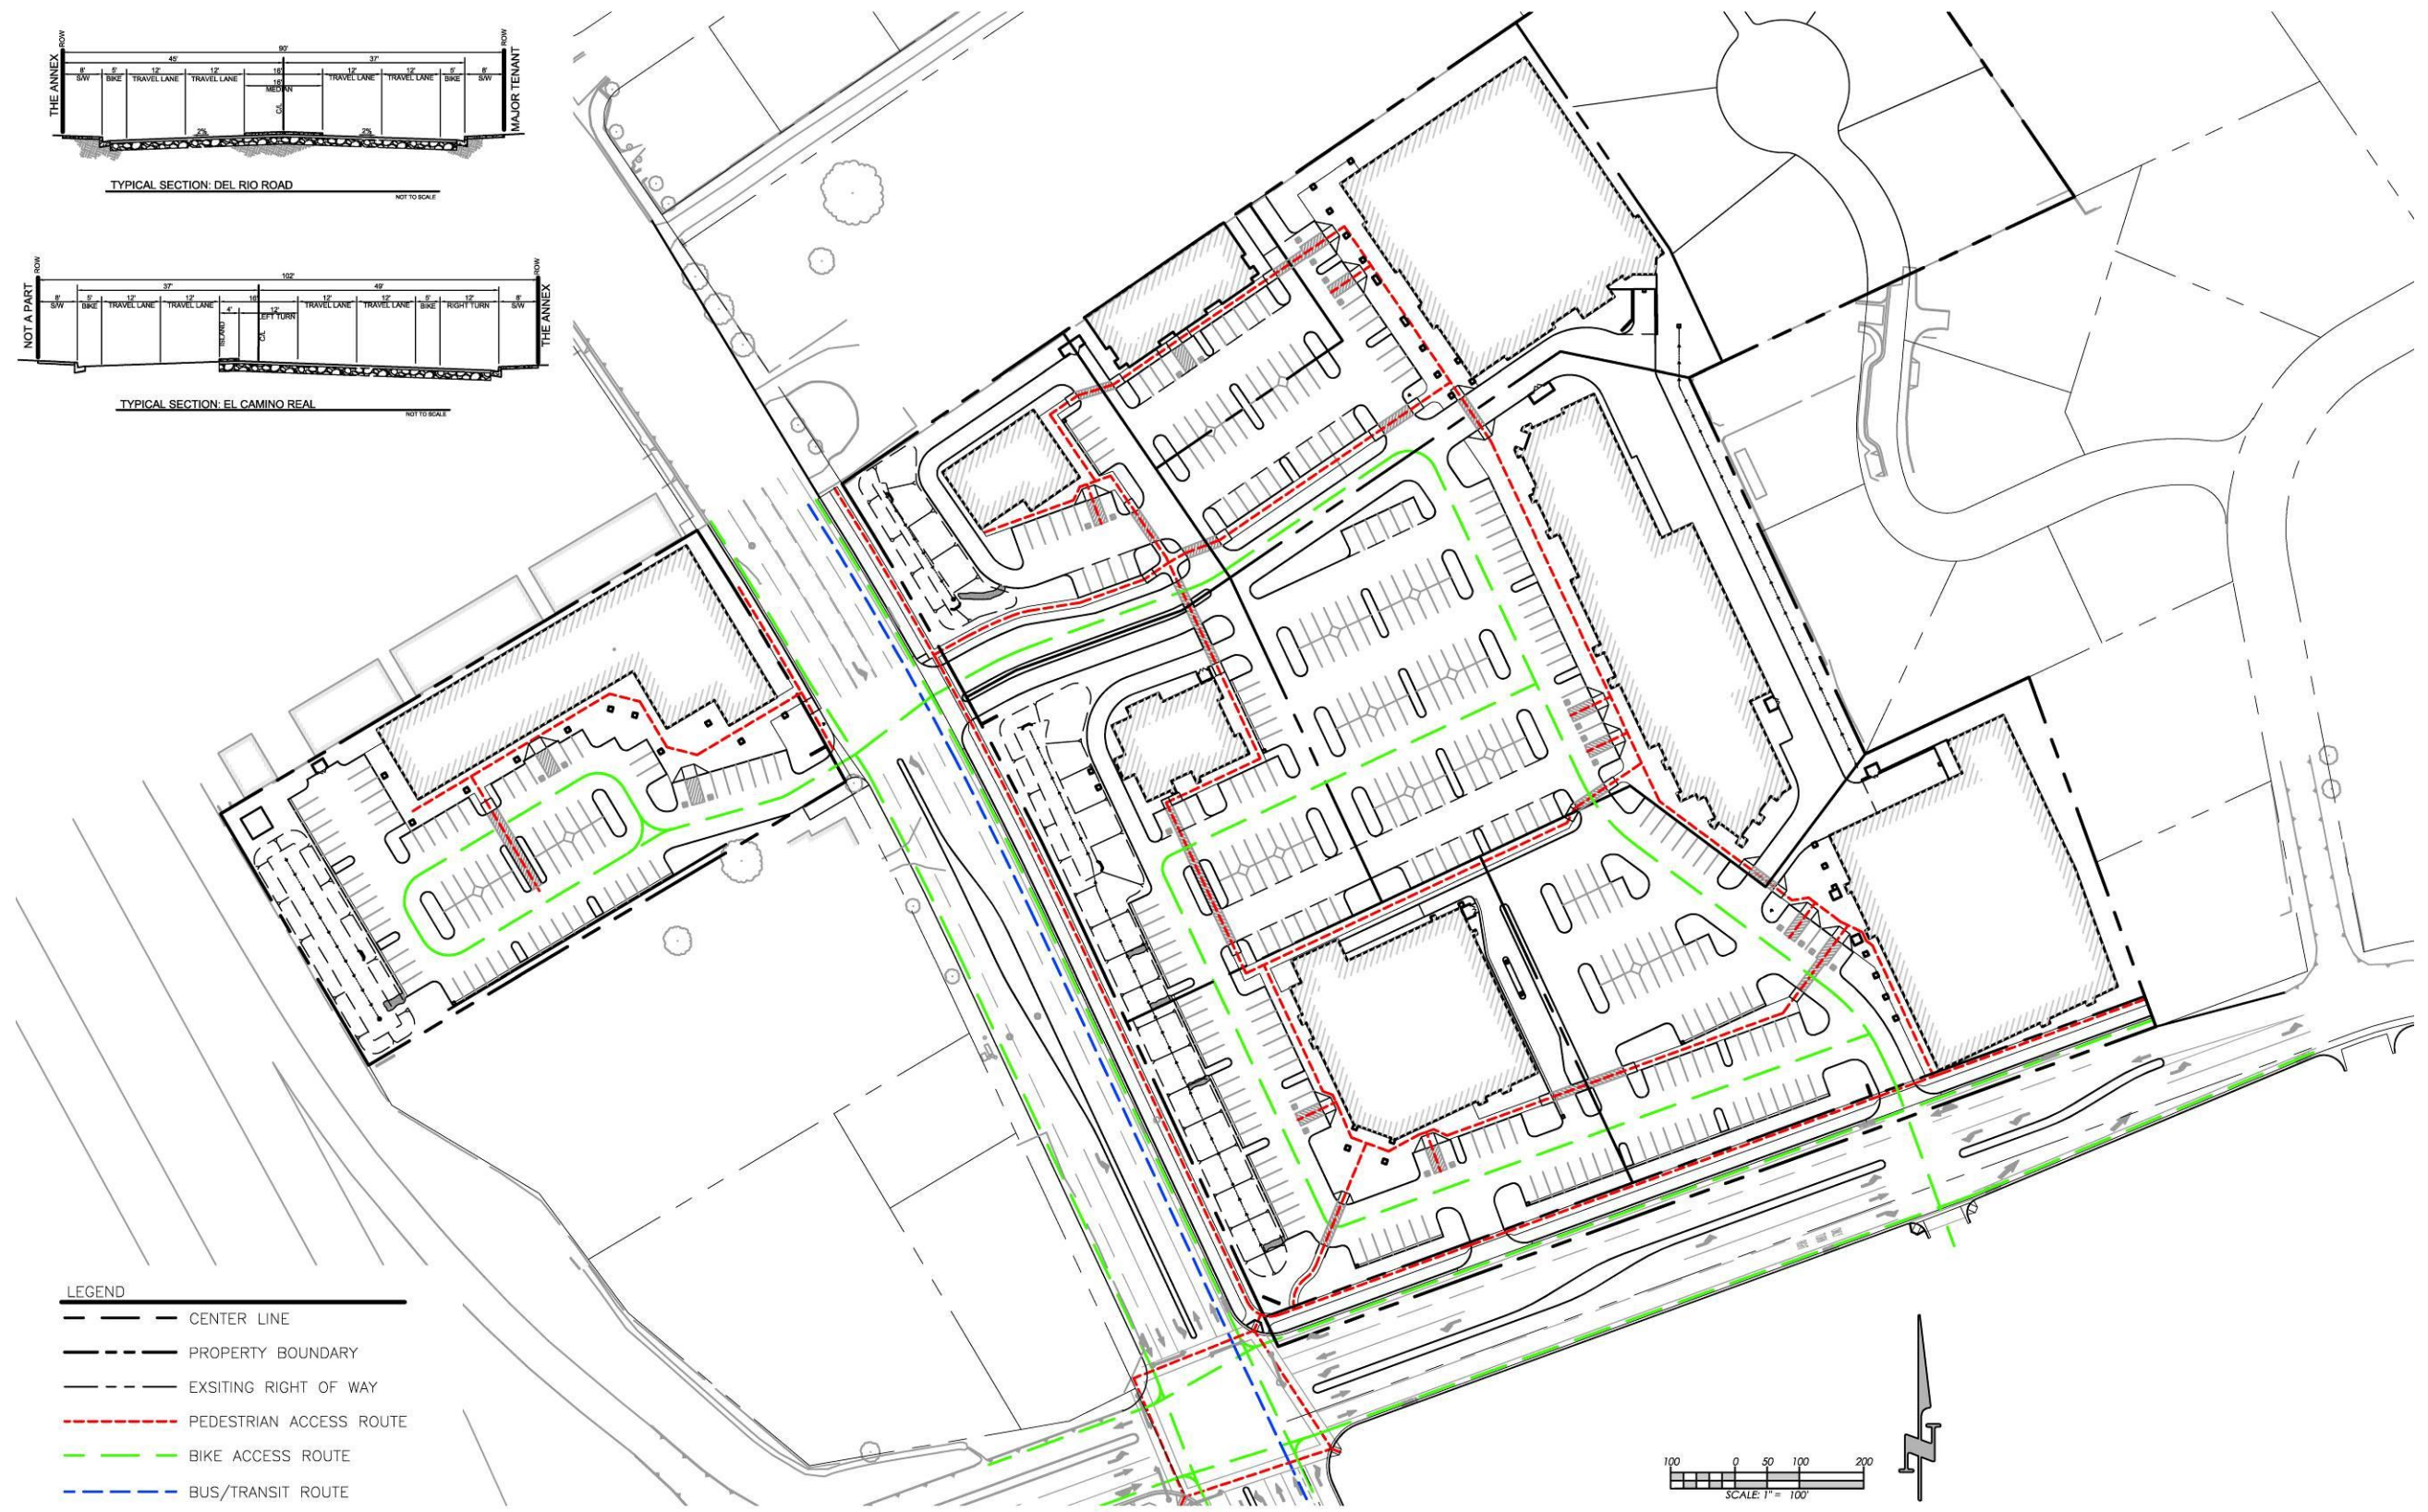 ROW
ROW
90'
45'
37'
8'
5'
12'
12'
16'
12'
12'
5'
8'
S/W
BIKE
TRAVEL LANE
TRAVEL LANE
16'
MEDIAN
TRAVEL LANE
TRAVEL LANE
BIKE
S/W
THE ANNEX
MAJOR TENANT
C/L
2%
2%
TYPICAL SECTION: DEL RIO ROAD
NOT TO SCALE
ROW
ROW
102'
37'
49'
8'
5'
12'
12'
16'
12'
12'
5'
12'
8'
S/W
BIKE
TRAVEL LANE
TRAVEL LANE
4'
12'
LEFT TURN
TRAVEL LANE
TRAVEL LANE
BIKE
RIGHT TURN
S/W
NOT A PART
ISLAND
C/L
THE ANNEX
TYPICAL SECTION: EL CAMINO REAL
NOT TO SCALE
LEGEND
CENTER LINE
PROPERTY BOUNDARY
EXSITING RIGHT OF WAY
PEDESTRIAN ACCESS ROUTE
BIKE ACCESS ROUTE
BUS/TRANSIT ROUTE
100 0 50 100 200
SCALE: 1" = 100'